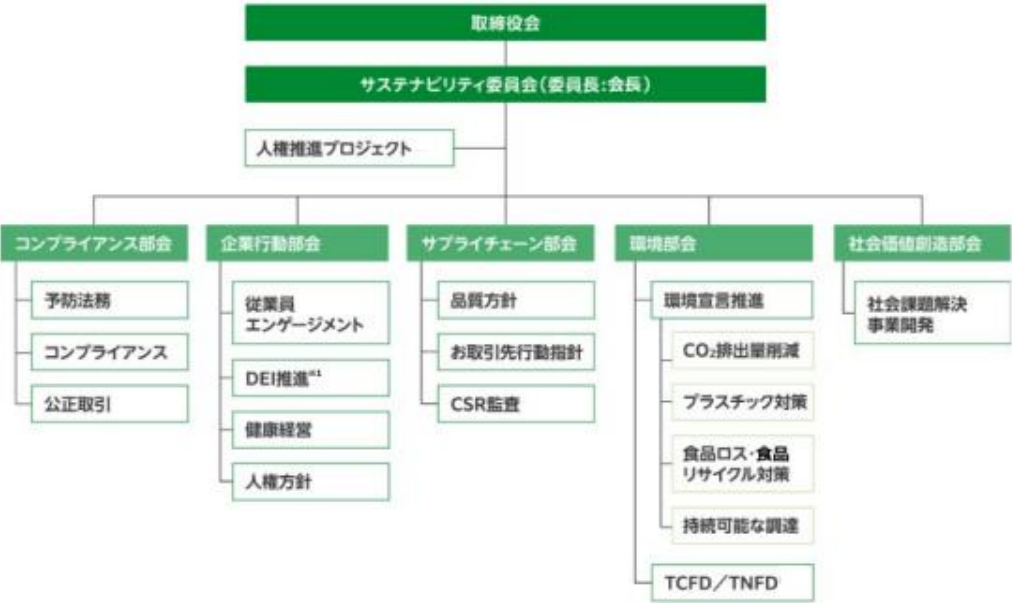 取締役会
サステナビリティ委員会(委員長:会長)
人権推進プロジェクト
コンプライアンス部会
予防法務
コンプライアンス
公正取引
企業行動部会
従業員
エンゲージメント
DEI推進※1
健康経営
人権方針
サプライチェーン部会
品質方針
お取引先行動指針
CSR監査
環境部会
環境宣言推進
CO₂排出量削減
プラスチック対策
食品ロス・食品
リサイクル対策
持続可能な調達
TCFD/TNFD
社会価値創造部会
社会課題解決
事業開発